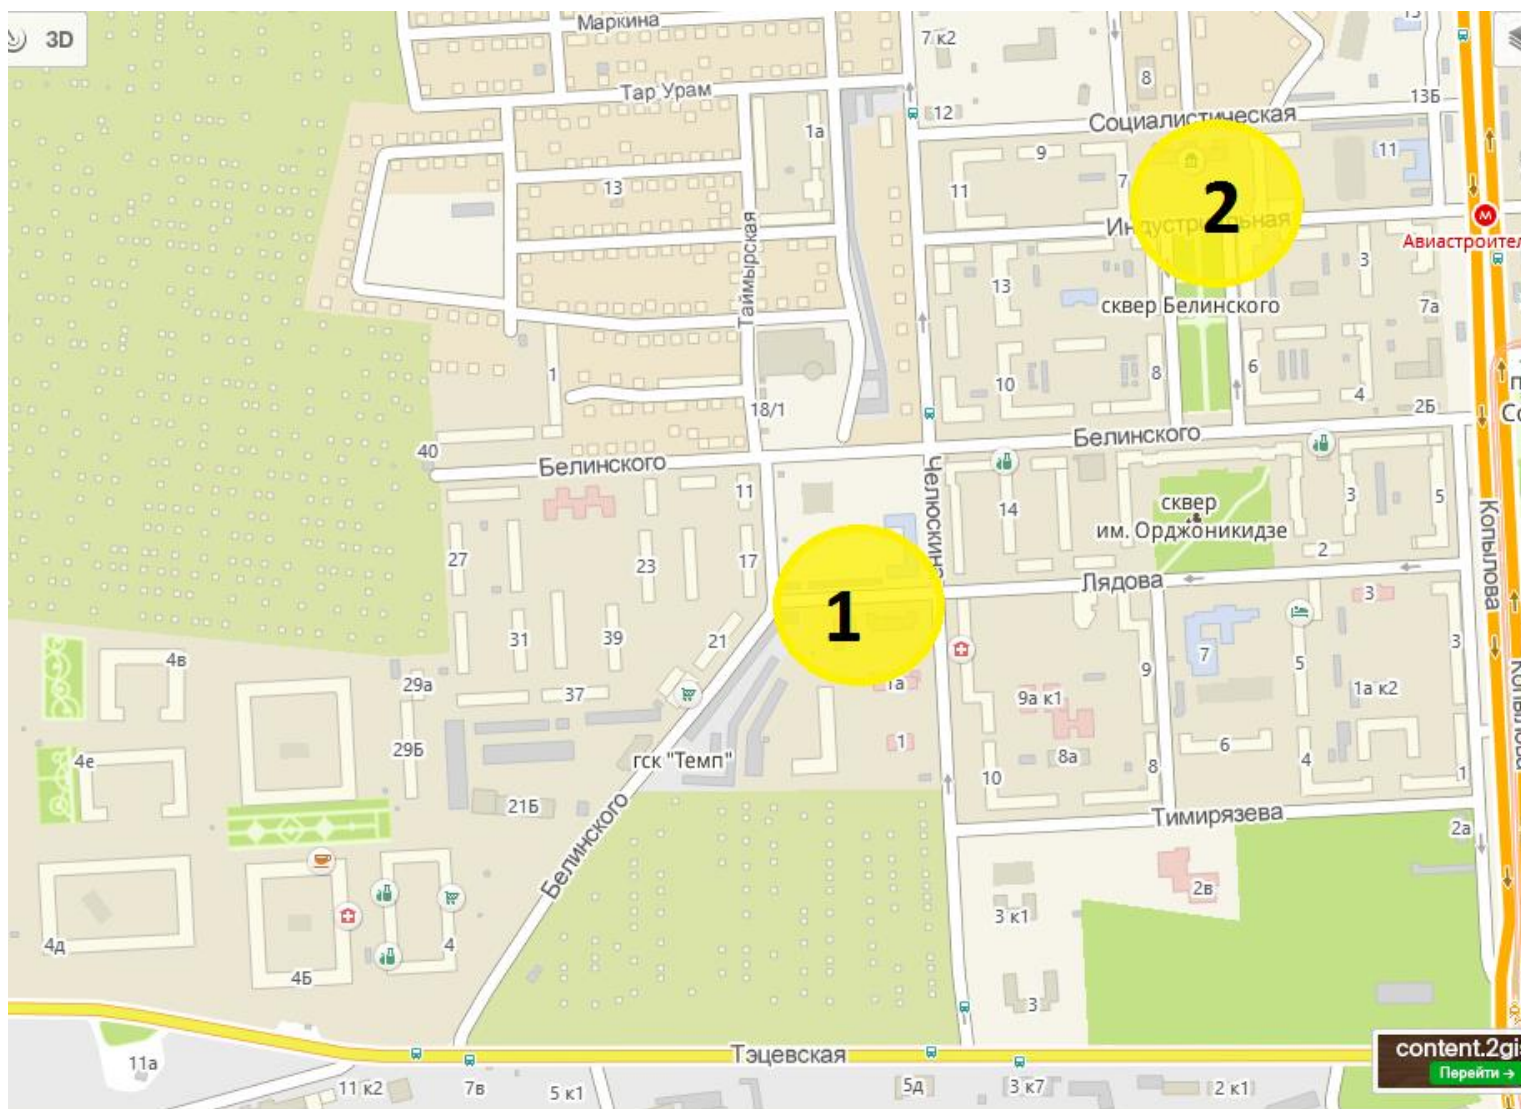 3D
Маркина
7 к2
8
13Б
Тар Урам
12
Социалистическая
1а
9
11
7
11
13
2
Индустриальная
Авиастроител
Таймырская
13
3
сквер Белинского
7а
1
10
8
6
4
18/1
2Б
40
Белинского
Белинского
11
Челюскина
14
сквер
им. Орджоникидзе
3
5
Копылова
27
23
17
2
Лядова
3
1
31
39
21
4в
7
9
5
3
29а
37
1а
9а к1
1а к2
Копылова
29Б
4е
гск "Темп"
1
10
8а
8
6
4
1
21Б
Белинского
Тимирязева
2а
2в
3 к1
4д
4Б
4
3
Тэцевская
11а
11 к2
7в
5 к1
5д
3 к7
2 к1
content.2gi
Перейти →